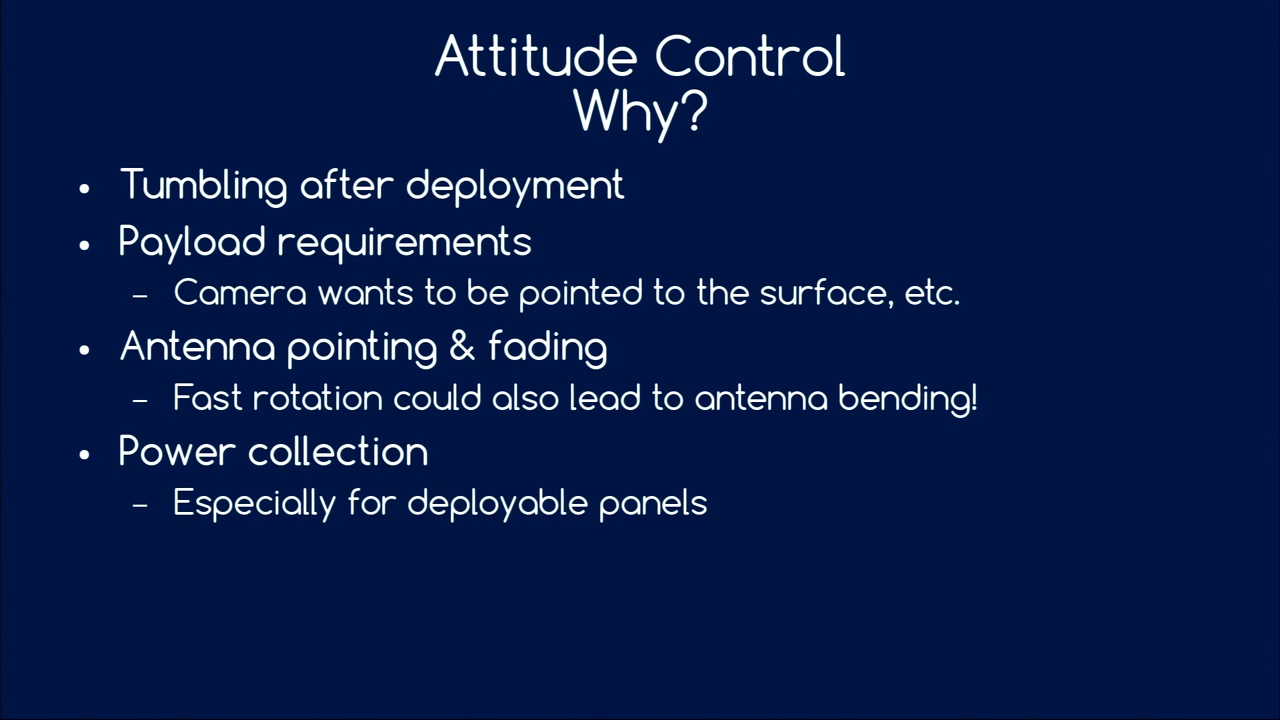 Attitude Control
Why?
• Tumbling after deployment
• Payload requirements
– Camera wants to be pointed to the surface, etc.
• Antenna pointing & fading
– Fast rotation could also lead to antenna bending!
• Power collection
– Especially for deployable panels